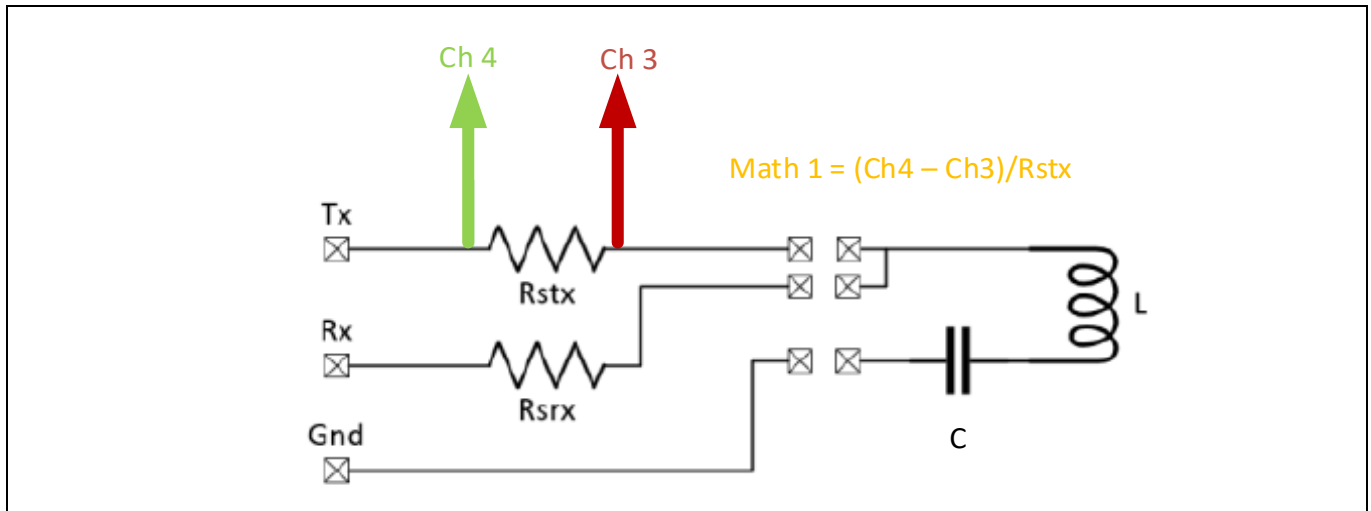 Ch 4
Ch 3
Math 1 = (Ch4 – Ch3)/Rstx
Tx
Rstx
L
Rx
Rsrx
Gnd
C